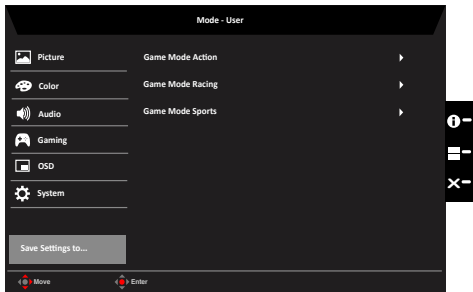 Mode - User
Picture
Game Mode Action
Color
Game Mode Racing
Audio
Game Mode Sports
Gaming
OSD
System
Save Settings to...
Move
Enter